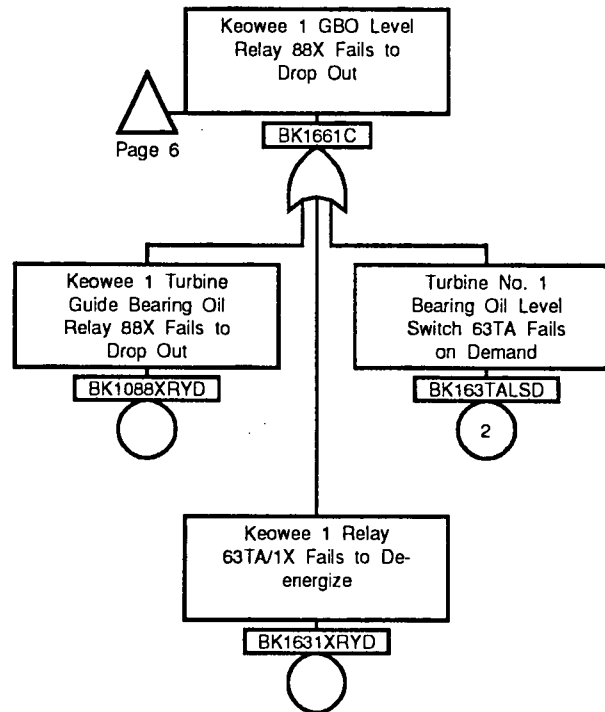 Keowee 1 GBO Level
Relay 88X Fails to
Drop Out
Page 6
BK1661C
Keowee 1 Turbine
Guide Bearing Oil
Relay 88X Fails to
Drop Out
BK1088XRYD
Turbine No. 1
Bearing Oil Level
Switch 63TA Fails
on Demand
BK163TALSD
2
Keowee 1 Relay
63TA/1X Fails to De-
energize
BK1631XRYD